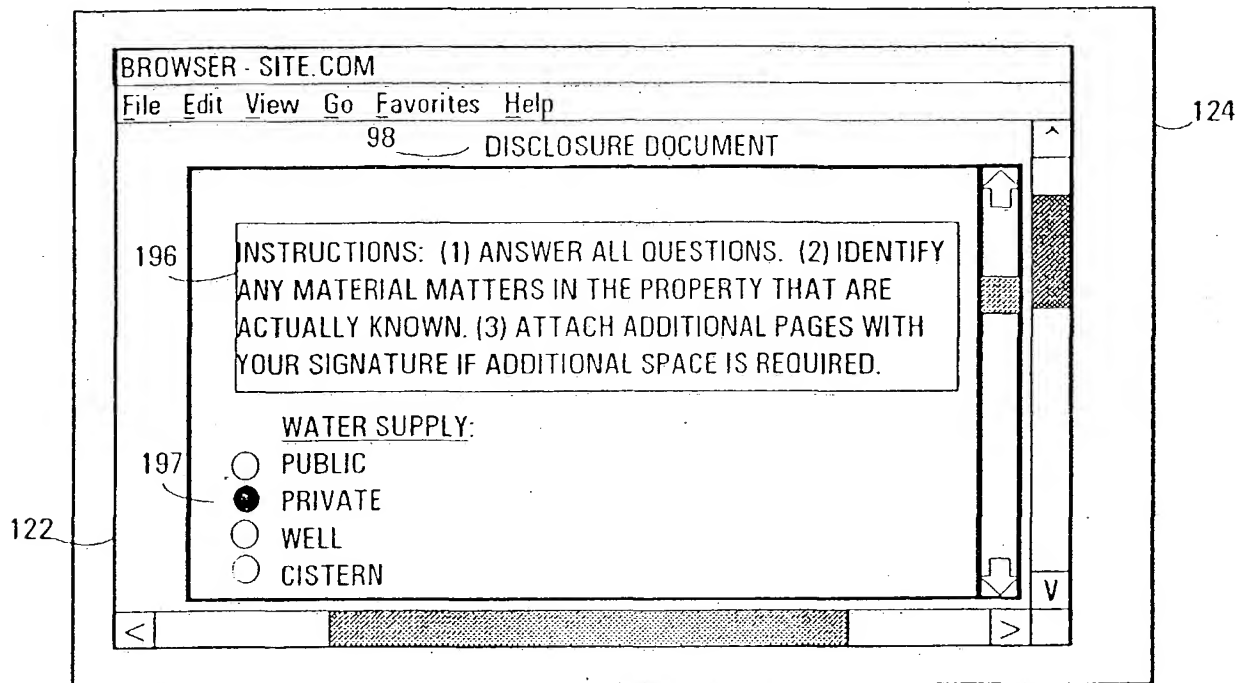 BROWSER - SITE.COM
File Edit View Go Favorites Help
124
98 DISCLOSURE DOCUMENT
196
INSTRUCTIONS: (1) ANSWER ALL QUESTIONS. (2) IDENTIFY
ANY MATERIAL MATTERS IN THE PROPERTY THAT ARE
ACTUALLY KNOWN. (3) ATTACH ADDITIONAL PAGES WITH
YOUR SIGNATURE IF ADDITIONAL SPACE IS REQUIRED.
WATER SUPPLY:
197 PUBLIC
PRIVATE
122 WELL
CISTERN